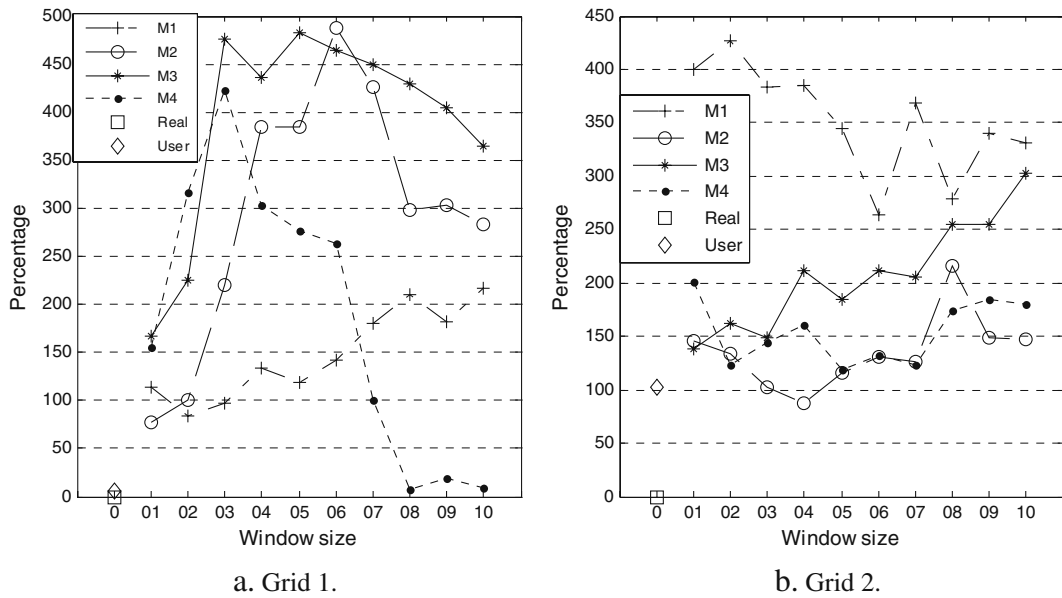 500
450
400
350
300
250
200
150
100
50
0
Percentage
M1
M2
M3
M4
Real
User
0 01 02 03 04 05 06 07 08 09 10
Window size
a. Grid 1.
450
400
350
300
250
200
150
100
50
0
Percentage
M1
M2
M3
M4
Real
User
0 01 02 03 04 05 06 07 08 09 10
Window size
b. Grid 2.